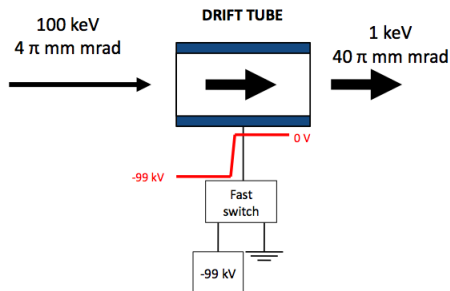 100 keV
4 π mm mrad
DRIFT TUBE
1 keV
40 π mm mrad
0 V
-99 kV
Fast
switch
-99 kV